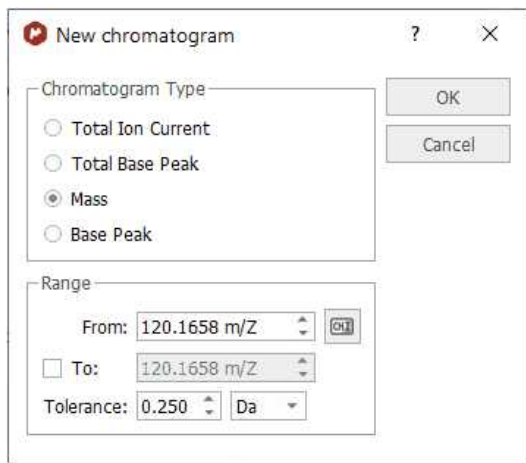 New chromatogram ? ×
Chromatogram Type
Total Ion Current
Total Base Peak
Mass
Base Peak
OK
Cancel
Range
From: 120.1658 m/Z
To: 120.1658 m/Z
Tolerance: 0.250 Da